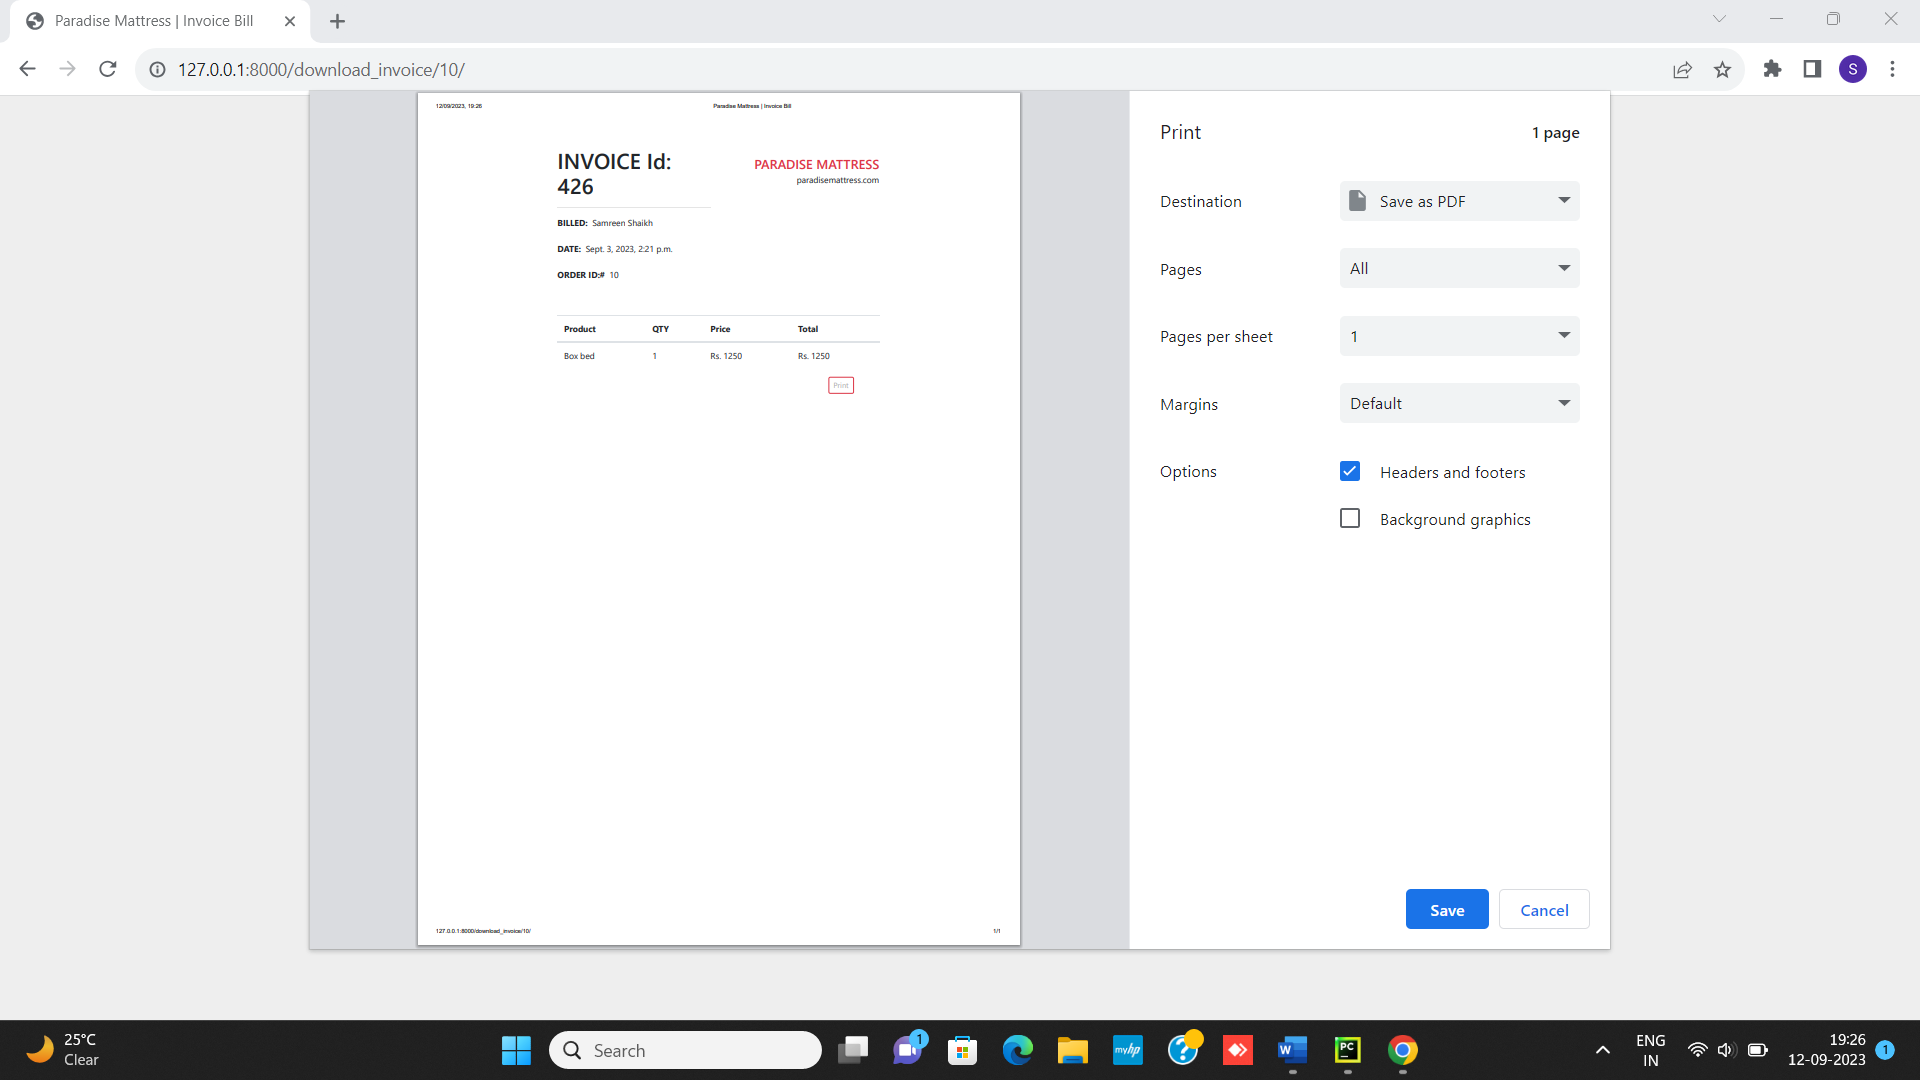 Paradise Mattress | Invoice Bill
127.0.0.1:8000/download_invoice/10/
S
12/09/2023, 19:26
Paradise Mattress | Invoice Bill
INVOICE Id:
426
PARADISE MATTRESS
paradisemattress.com
BILLED: Samreen Shaikh
DATE: Sept. 3, 2023, 2:21 p.m.
ORDER ID:# 10
Product QTY Price Total
Box bed 1 Rs. 1250 Rs. 1250
Print
127.0.0.1:8000/download_invoice/10/
1/1
Print
1 page
Destination
Save as PDF
Pages
All
Pages per sheet
1
Margins
Default
Options
Headers and footers
Background graphics
Save
Cancel
25°C
Clear
Search
1
myhp
?
W
PC
ENG
IN
19:26
12-09-2023
1